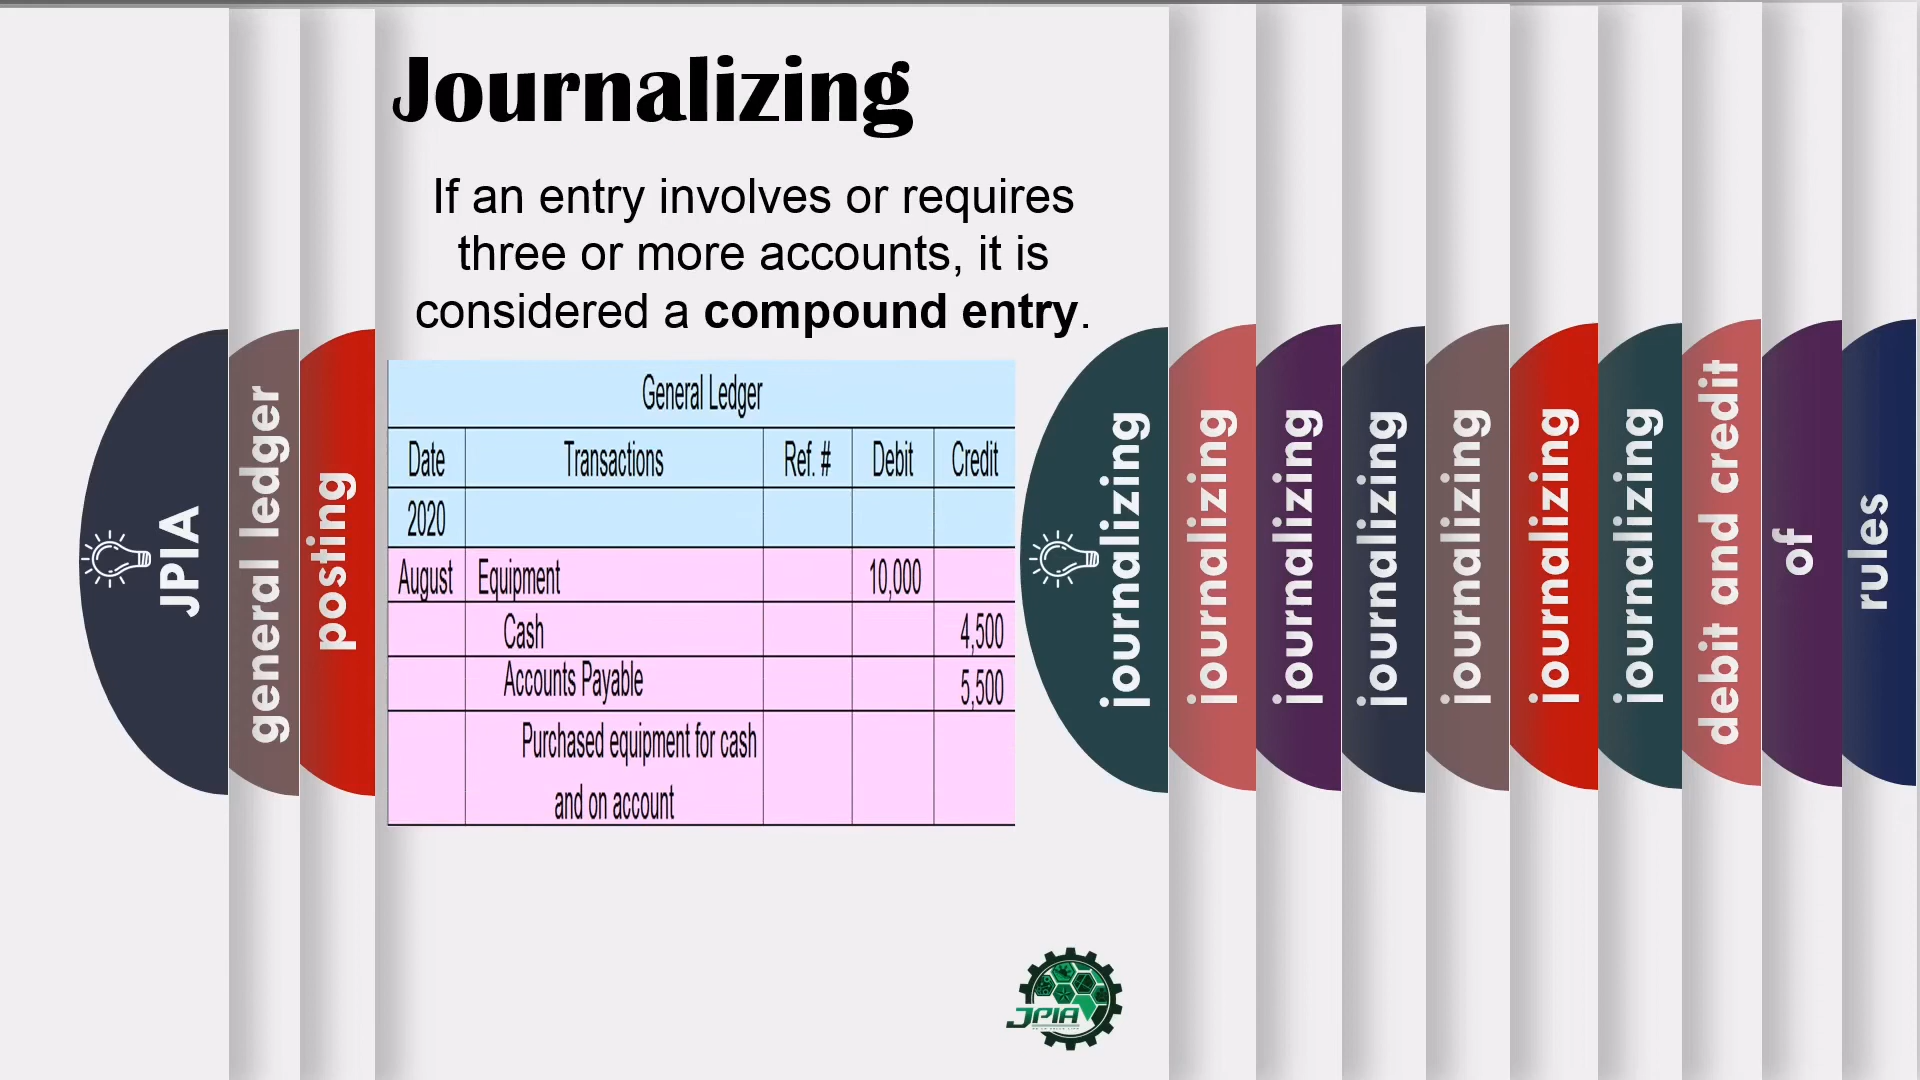 JPIA
general ledger
posting
Journalizing
If an entry involves or requires
three or more accounts, it is
considered a compound entry.
General Ledger
Date Transactions Ref. # Debit Credit
2020
August Equipment 10,000
Cash 4,500
Accounts Payable 5,500
Purchased equipment for cash
and on account
journalizing
journalizing
journalizing
journalizing
journalizing
journalizing
journalizing
debit and credit
of
rules
JPIA